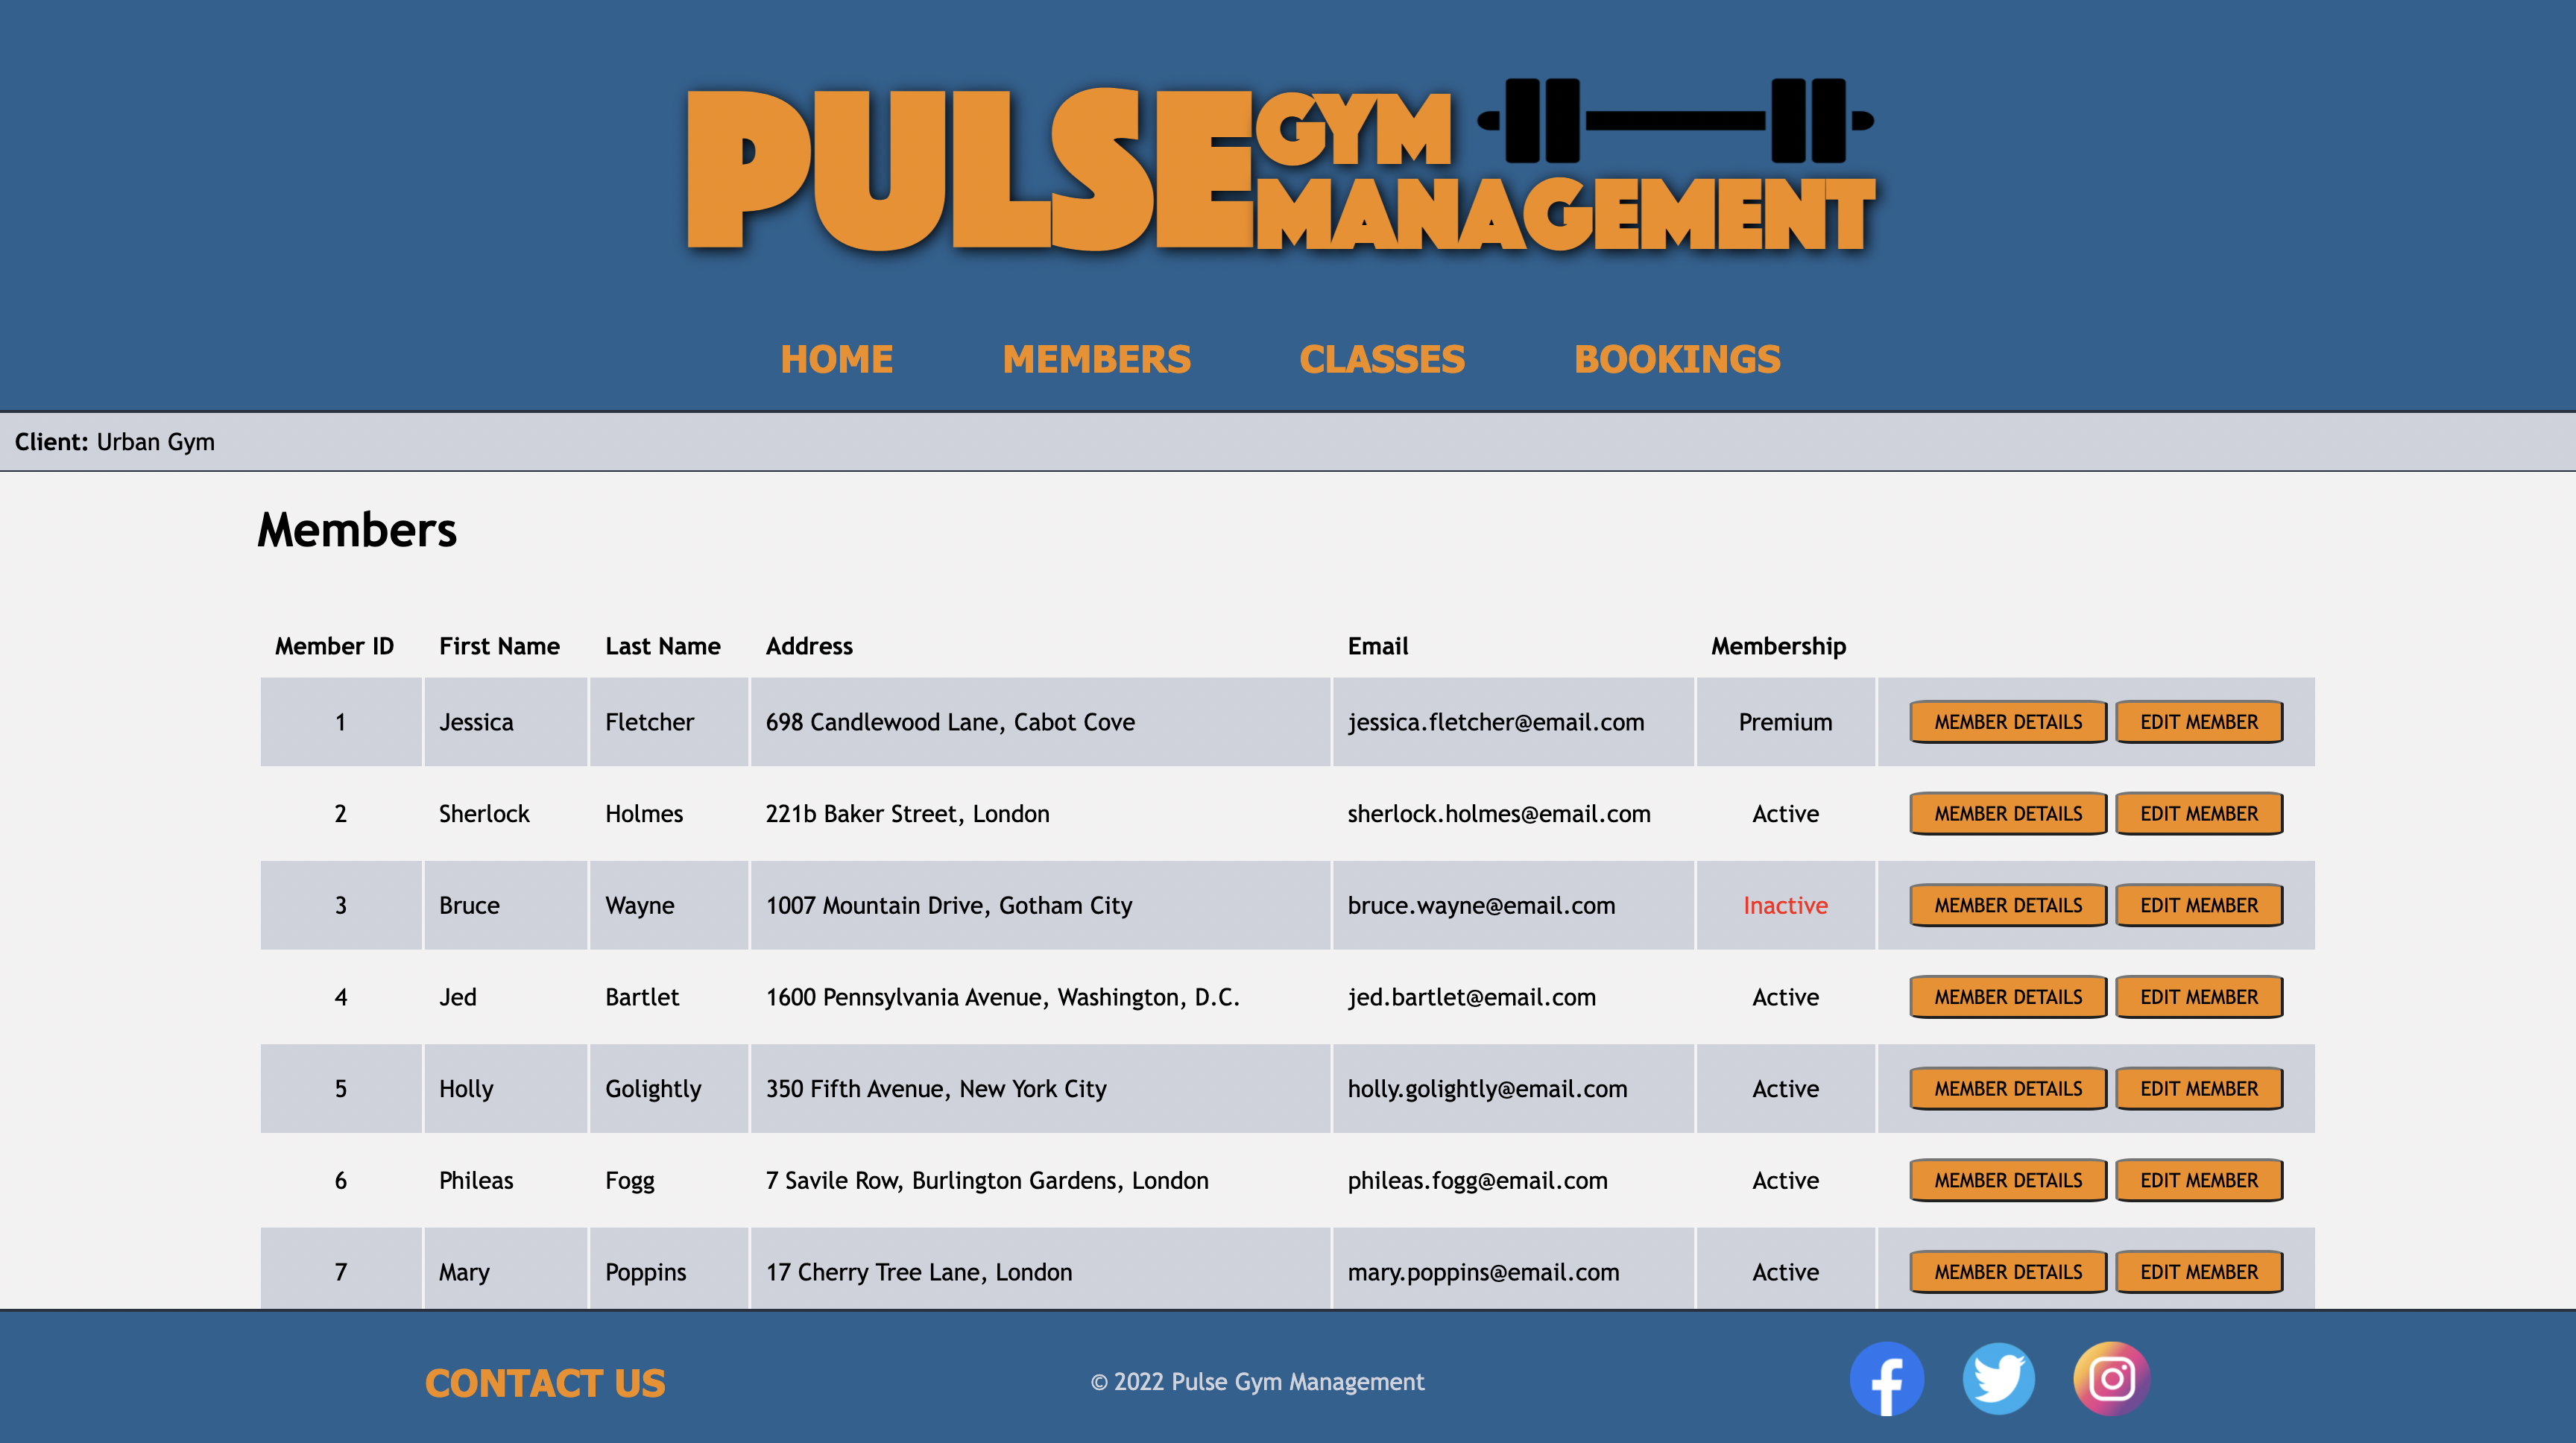 PULSE GYM
MANAGEMENT
HOME MEMBERS CLASSES BOOKINGS
Client: Urban Gym
Members
Member ID First Name Last Name Address Email Membership
1 Jessica Fletcher 698 Candlewood Lane, Cabot Cove jessica.fletcher@email.com Premium MEMBER DETAILS EDIT MEMBER
2 Sherlock Holmes 221b Baker Street, London sherlock.holmes@email.com Active MEMBER DETAILS EDIT MEMBER
3 Bruce Wayne 1007 Mountain Drive, Gotham City bruce.wayne@email.com Inactive MEMBER DETAILS EDIT MEMBER
4 Jed Bartlet 1600 Pennsylvania Avenue, Washington, D.C. jed.bartlet@email.com Active MEMBER DETAILS EDIT MEMBER
5 Holly Golightly 350 Fifth Avenue, New York City holly.golightly@email.com Active MEMBER DETAILS EDIT MEMBER
6 Phileas Fogg 7 Savile Row, Burlington Gardens, London phileas.fogg@email.com Active MEMBER DETAILS EDIT MEMBER
7 Mary Poppins 17 Cherry Tree Lane, London mary.poppins@email.com Active MEMBER DETAILS EDIT MEMBER
CONTACT US © 2022 Pulse Gym Management